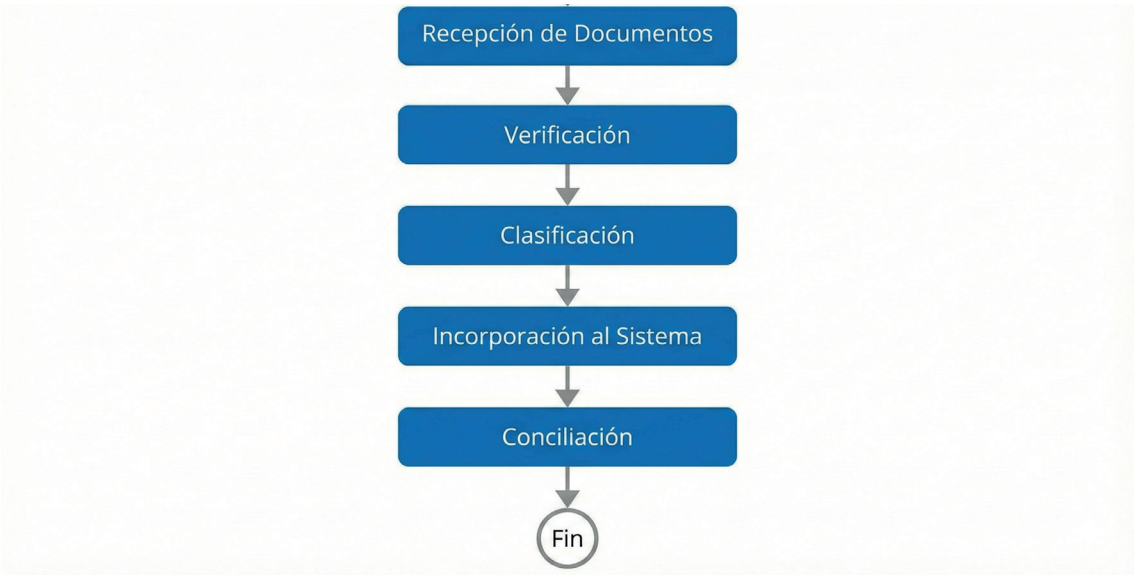 Recepción de Documentos
Verificación
Clasificación
Incorporación al Sistema
Conciliación
Fin